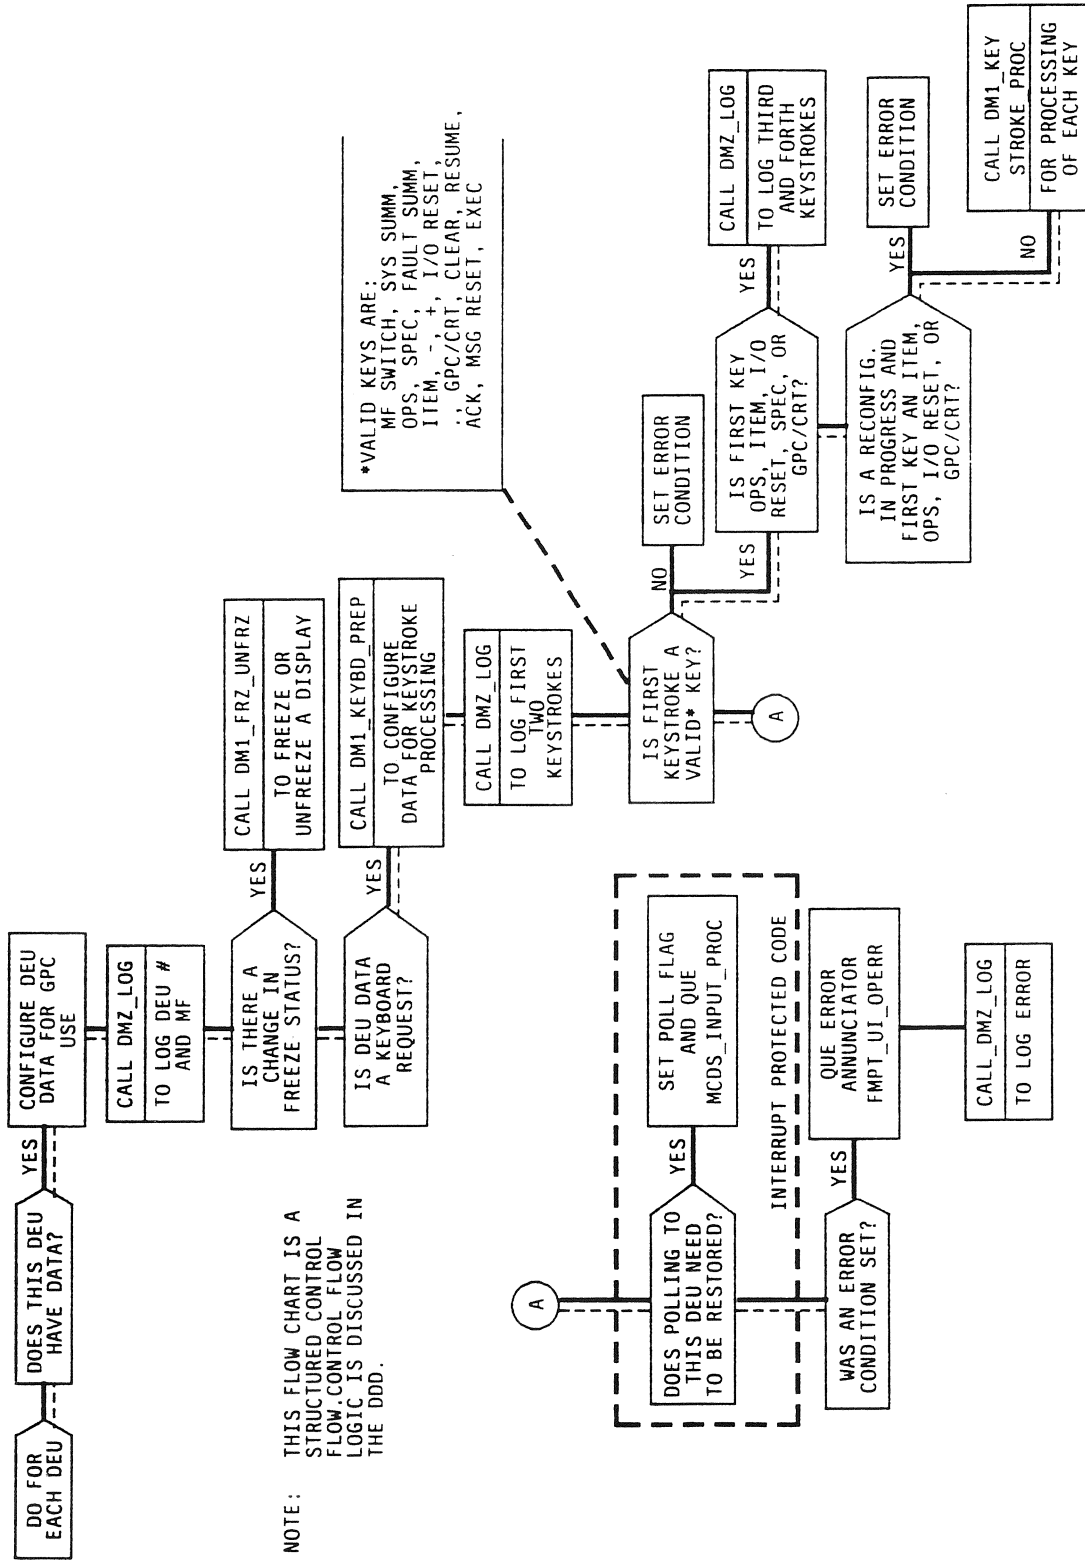 DO FOR
EACH DEU
DOES THIS DEU
HAVE DATA?
YES
CONFIGURE DEU
DATA FOR GPC
USE
CALL DMZ_LOG
TO LOG DEU #
AND MF
IS THERE A
CHANGE IN
FREEZE STATUS?
YES
CALL DM1_FRZ_UNFRZ
TO FREEZE OR
UNFREEZE A DISPLAY
IS DEU DATA
A KEYBOARD
REQUEST?
YES
CALL DM1_KEYBD_PREP
TO CONFIGURE
DATA FOR KEYSTROKE
PROCESSING
CALL DMZ_LOG
TO LOG FIRST
TWO
KEYSTROKES
IS FIRST
KEYSTROKE A
VALID* KEY?
A
NO
SET ERROR
CONDITION
YES
IS FIRST KEY
OPS, ITEM, I/O
RESET, SPEC, OR
GPC/CRT?
YES
CALL DMZ_LOG
TO LOG THIRD
AND FORTH
KEYSTROKES
IS A RECONFIG.
IN PROGRESS AND
FIRST KEY AN ITEM,
OPS, I/O RESET, OR
GPC/CRT?
YES
SET ERROR
CONDITION
NO
CALL DM1_KEY
STROKE_PROC
FOR PROCESSING
OF EACH KEY
*VALID KEYS ARE:
MF SWITCH, SYS SUMM,
OPS, SPEC, FAULT SUMM,
ITEM, -, +, I/O RESET,
., GPC/CRT, CLEAR, RESUME,
ACK, MSG RESET, EXEC
NOTE: THIS FLOW CHART IS A
STRUCTURED CONTROL
FLOW.CONTROL FLOW
LOGIC IS DISCUSSED IN
THE DDD.
A
DOES POLLING TO
THIS DEU NEED
TO BE RESTORED?
YES
SET POLL FLAG
AND QUE
MCDS_INPUT_PROC
INTERRUPT PROTECTED CODE
WAS AN ERROR
CONDITION SET?
YES
QUE ERROR
ANNUNCIATOR
FMPT_UI_OPERR
CALL_DMZ_LOG
TO LOG ERROR